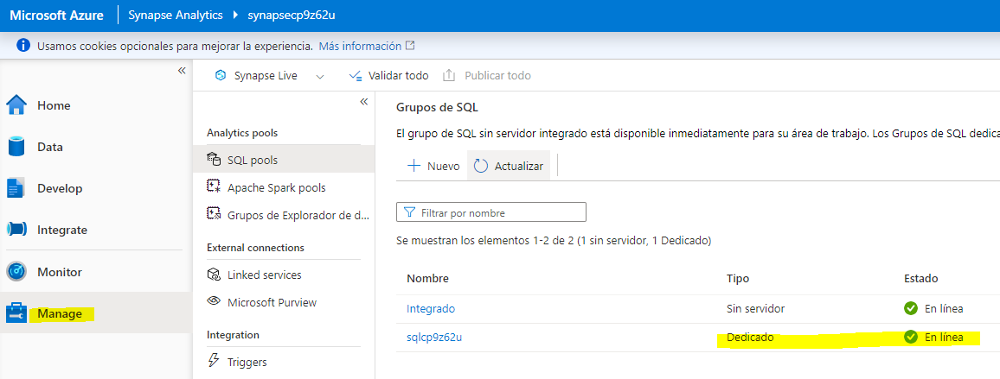 Microsoft Azure
Synapse Analytics
synapsecp9z62u
Usamos cookies opcionales para mejorar la experiencia. Más información
«
Home
Data
Develop
Integrate
Monitor
Manage
Synapse Live
Validar todo
Publicar todo
«
Analytics pools
SQL pools
Apache Spark pools
Grupos de Explorador de d...
External connections
Linked services
Microsoft Purview
Integration
Triggers
Grupos de SQL
El grupo de SQL sin servidor integrado está disponible inmediatamente para su área de trabajo. Los Grupos de SQL dedica
Nuevo
Actualizar
Filtrar por nombre
Se muestran los elementos 1-2 de 2 (1 sin servidor, 1 Dedicado)
Nombre Tipo Estado
Integrado Sin servidor En línea
sqlcp9z62u Dedicado En línea